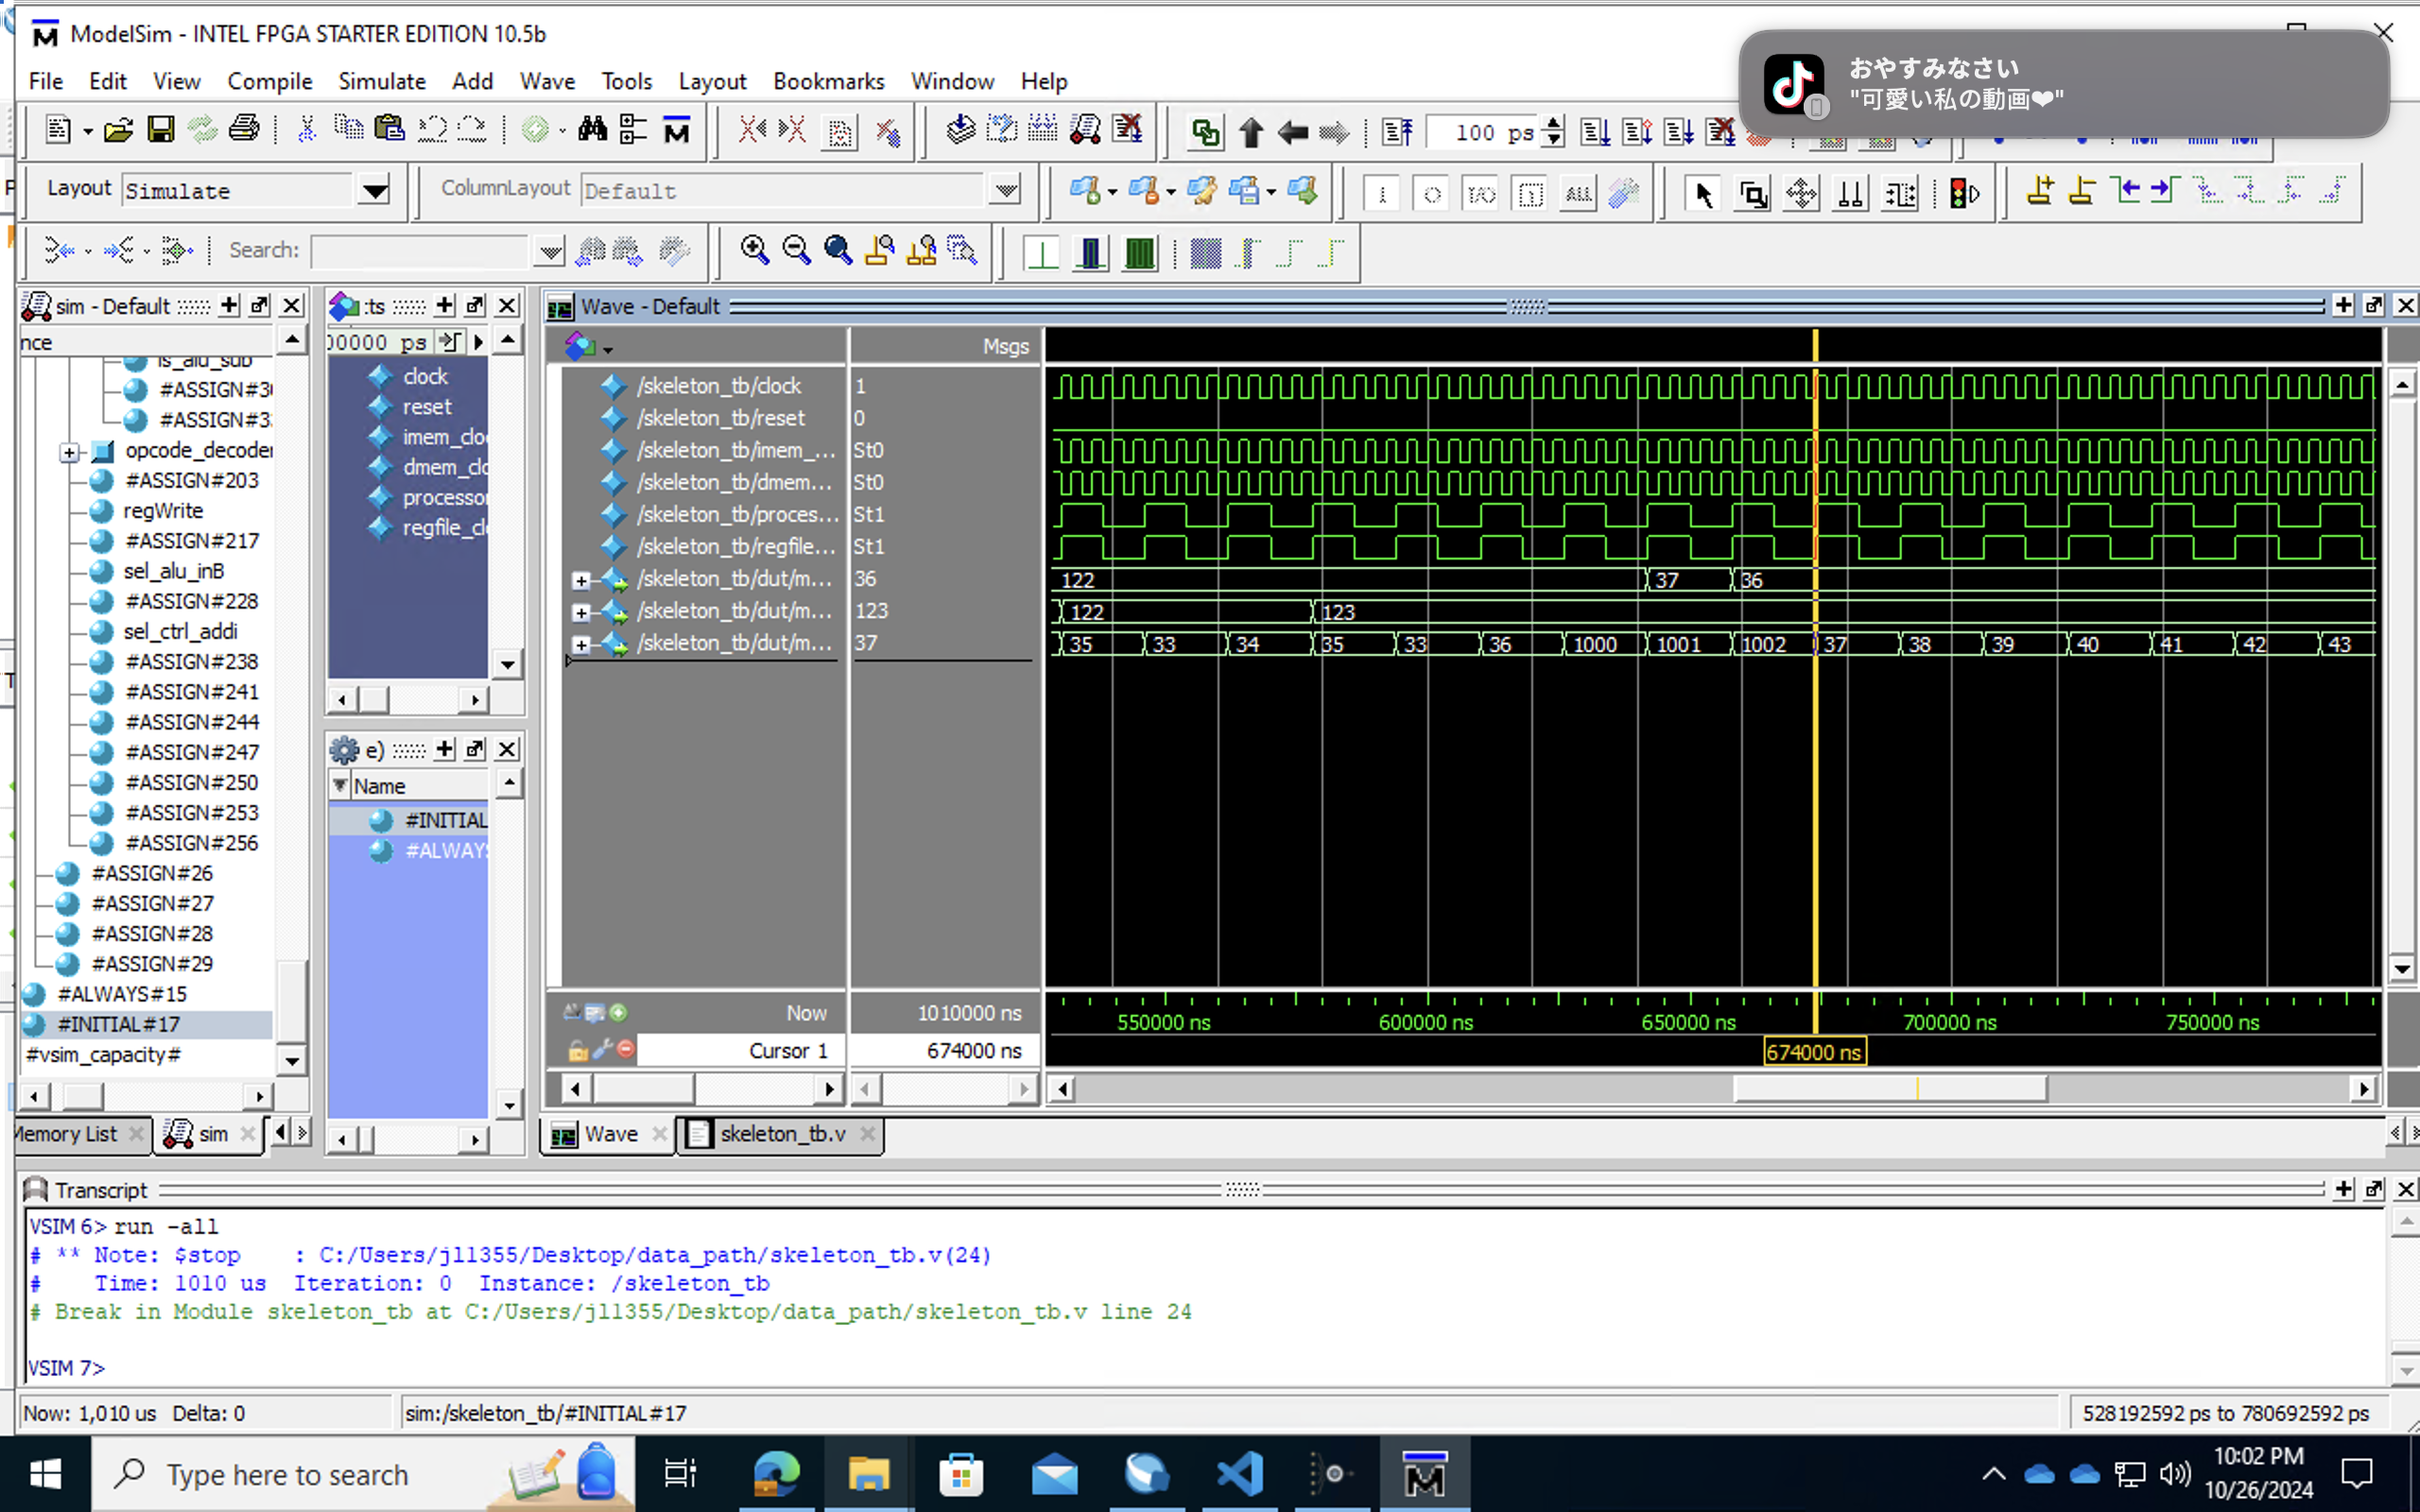 ModelSim - INTEL FPGA STARTER EDITION 10.5b
おやすみなさい
"可愛い私の動画❤"
File Edit View Compile Simulate Add Wave Tools Layout Bookmarks Window Help
100 ps
Layout Simulate
ColumnLayout Default
ALL
Search:
sim - Default
:ts
Wave - Default
nce
00000 ps
Msgs
is_alu_sub
#ASSIGN#3
#ASSIGN#3
opcode_decoder
#ASSIGN#203
regWrite
#ASSIGN#217
sel_alu_inB
#ASSIGN#228
sel_ctrl_addi
#ASSIGN#238
#ASSIGN#241
#ASSIGN#244
#ASSIGN#247
#ASSIGN#250
#ASSIGN#253
#ASSIGN#256
#ASSIGN#26
#ASSIGN#27
#ASSIGN#28
#ASSIGN#29
#ALWAYS#15
#INITIAL#17
#vsim_capacity#
clock
reset
imem_clo
dmem_clo
processor
regfile_cl
e)
Name
#INITIAL
#ALWAYS
/skeleton_tb/clock 1
/skeleton_tb/reset 0
/skeleton_tb/imem_... St0
/skeleton_tb/dmem... St0
/skeleton_tb/proces... St1
/skeleton_tb/regfile... St1
/skeleton_tb/dut/m... 36 122 37 36
/skeleton_tb/dut/m... 123 122 123
/skeleton_tb/dut/m... 37 35 33 34 35 33 36 1000 1001 1002 37 38 39 40 41 42 43
Now 1010000 ns 550000 ns 600000 ns 650000 ns 700000 ns 750000 ns
Cursor 1 674000 ns 674000 ns
Memory List sim
Wave skeleton_tb.v
Transcript
VSIM 6> run -all
# ** Note: $stop    : C:/Users/jll355/Desktop/data_path/skeleton_tb.v(24)
#    Time: 1010 us  Iteration: 0  Instance: /skeleton_tb
# Break in Module skeleton_tb at C:/Users/jll355/Desktop/data_path/skeleton_tb.v line 24
VSIM 7>
Now: 1,010 us Delta: 0
sim:/skeleton_tb/#INITIAL#17
528192592 ps to 780692592 ps
Type here to search
10:02 PM
10/26/2024